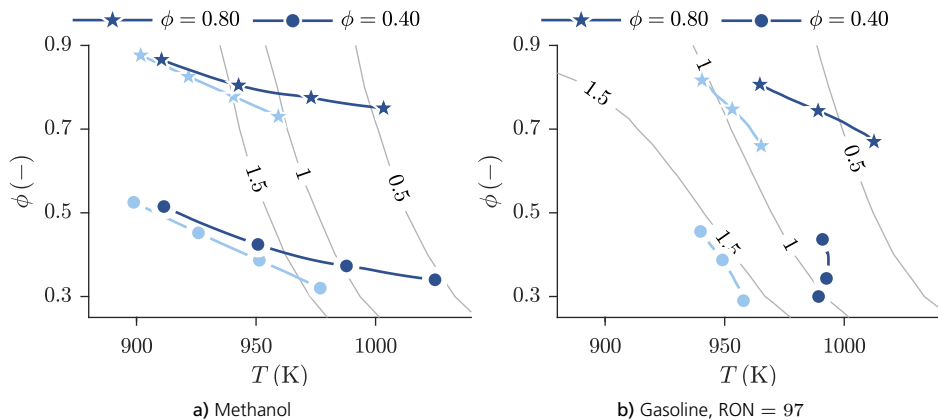 ϕ = 0.80 ϕ = 0.40
0.9
0.7
0.5
0.3
ϕ (−)
1.5
1
0.5
900 950 1000
T (K)
a) Methanol
ϕ = 0.80 ϕ = 0.40
0.9
0.7
0.5
0.3
ϕ (−)
1.5
1
0.5
1.5
1
900 950 1000
T (K)
b) Gasoline, RON = 97